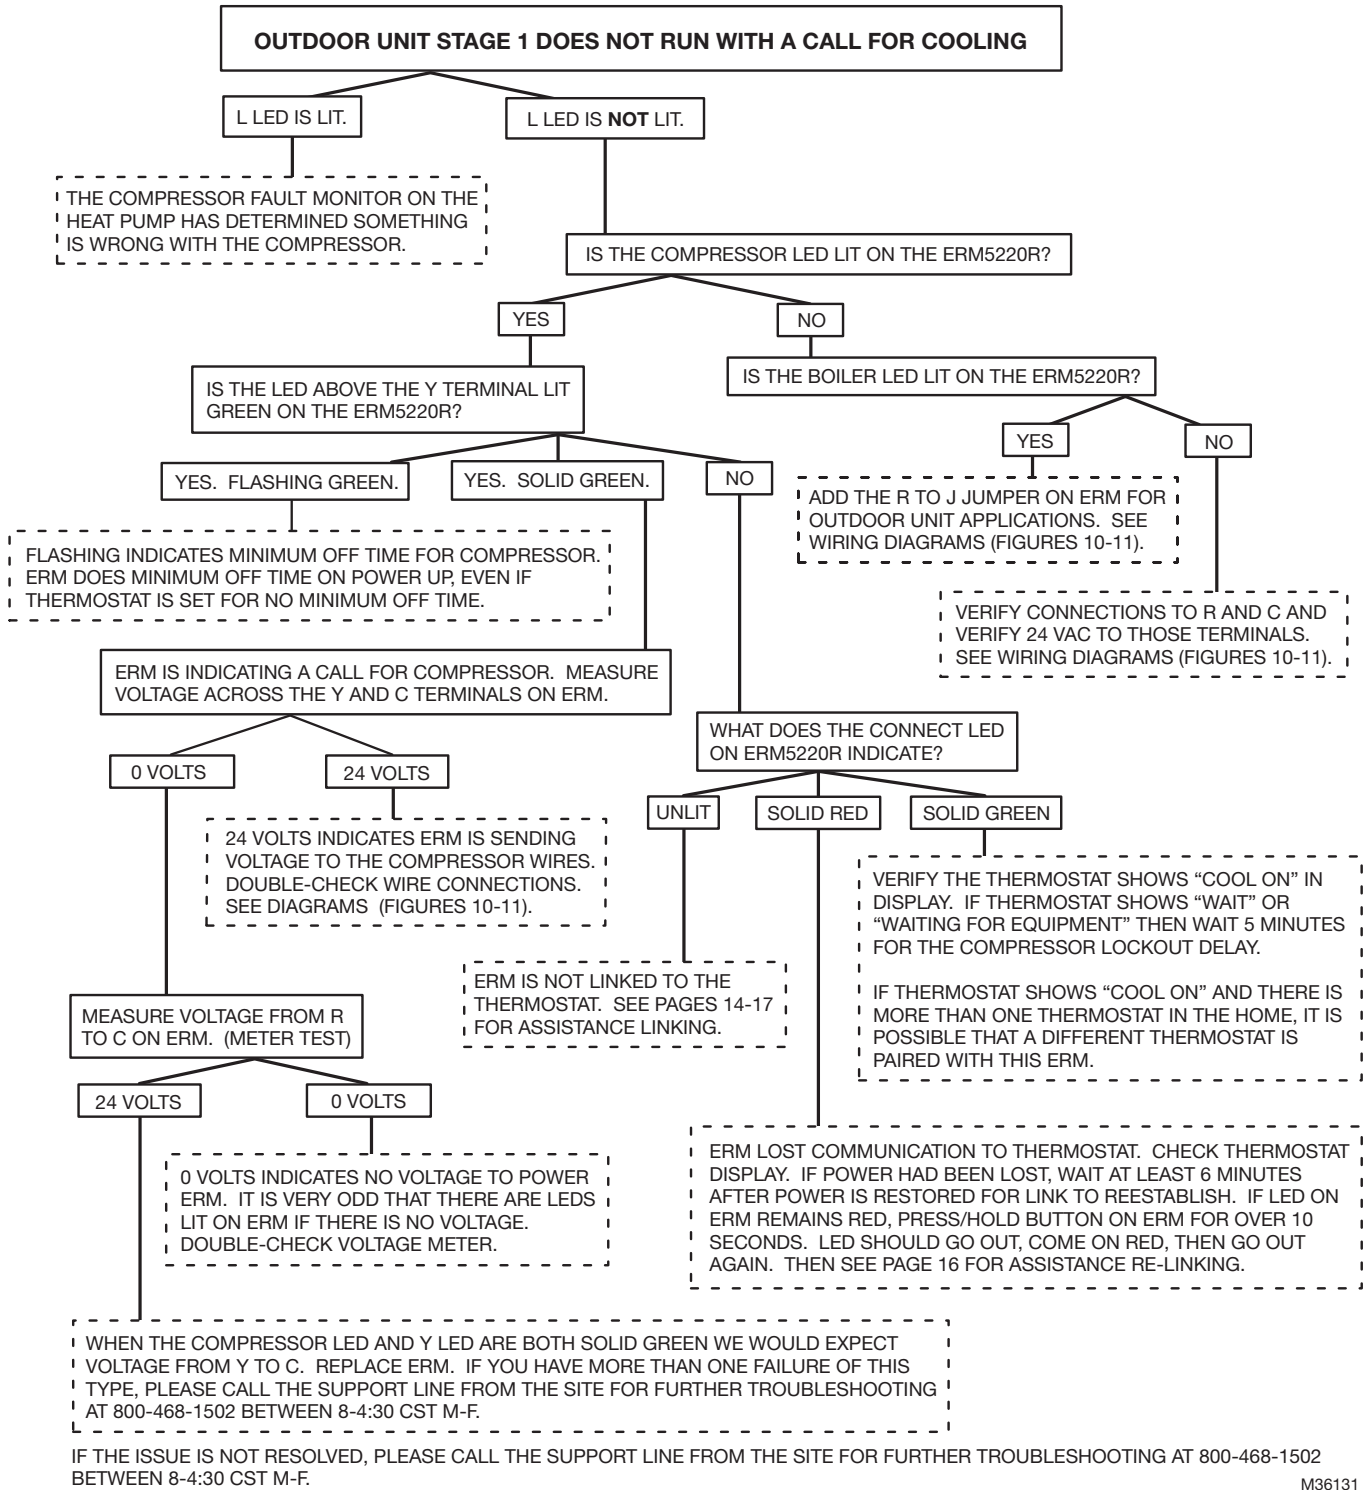 OUTDOOR UNIT STAGE 1 DOES NOT RUN WITH A CALL FOR COOLING
L LED IS LIT.
L LED IS NOT LIT.
THE COMPRESSOR FAULT MONITOR ON THE
HEAT PUMP HAS DETERMINED SOMETHING
IS WRONG WITH THE COMPRESSOR.
IS THE COMPRESSOR LED LIT ON THE ERM5220R?
YES
NO
IS THE LED ABOVE THE Y TERMINAL LIT
GREEN ON THE ERM5220R?
IS THE BOILER LED LIT ON THE ERM5220R?
YES
NO
YES. FLASHING GREEN.
YES. SOLID GREEN.
NO
ADD THE R TO J JUMPER ON ERM FOR
OUTDOOR UNIT APPLICATIONS. SEE
WIRING DIAGRAMS (FIGURES 10-11).
FLASHING INDICATES MINIMUM OFF TIME FOR COMPRESSOR.
ERM DOES MINIMUM OFF TIME ON POWER UP, EVEN IF
THERMOSTAT IS SET FOR NO MINIMUM OFF TIME.
VERIFY CONNECTIONS TO R AND C AND
VERIFY 24 VAC TO THOSE TERMINALS.
SEE WIRING DIAGRAMS (FIGURES 10-11).
ERM IS INDICATING A CALL FOR COMPRESSOR. MEASURE
VOLTAGE ACROSS THE Y AND C TERMINALS ON ERM.
WHAT DOES THE CONNECT LED
ON ERM5220R INDICATE?
0 VOLTS
24 VOLTS
UNLIT
SOLID RED
SOLID GREEN
24 VOLTS INDICATES ERM IS SENDING
VOLTAGE TO THE COMPRESSOR WIRES.
DOUBLE-CHECK WIRE CONNECTIONS.
SEE DIAGRAMS (FIGURES 10-11).
VERIFY THE THERMOSTAT SHOWS “COOL ON” IN
DISPLAY. IF THERMOSTAT SHOWS “WAIT” OR
“WAITING FOR EQUIPMENT” THEN WAIT 5 MINUTES
FOR THE COMPRESSOR LOCKOUT DELAY.
IF THERMOSTAT SHOWS “COOL ON” AND THERE IS
MORE THAN ONE THERMOSTAT IN THE HOME, IT IS
POSSIBLE THAT A DIFFERENT THERMOSTAT IS
PAIRED WITH THIS ERM.
ERM IS NOT LINKED TO THE
THERMOSTAT. SEE PAGES 14-17
FOR ASSISTANCE LINKING.
MEASURE VOLTAGE FROM R
TO C ON ERM. (METER TEST)
24 VOLTS
0 VOLTS
ERM LOST COMMUNICATION TO THERMOSTAT. CHECK THERMOSTAT
DISPLAY. IF POWER HAD BEEN LOST, WAIT AT LEAST 6 MINUTES
AFTER POWER IS RESTORED FOR LINK TO REESTABLISH. IF LED ON
ERM REMAINS RED, PRESS/HOLD BUTTON ON ERM FOR OVER 10
SECONDS. LED SHOULD GO OUT, COME ON RED, THEN GO OUT
AGAIN. THEN SEE PAGE 16 FOR ASSISTANCE RE-LINKING.
0 VOLTS INDICATES NO VOLTAGE TO POWER
ERM. IT IS VERY ODD THAT THERE ARE LEDS
LIT ON ERM IF THERE IS NO VOLTAGE.
DOUBLE-CHECK VOLTAGE METER.
WHEN THE COMPRESSOR LED AND Y LED ARE BOTH SOLID GREEN WE WOULD EXPECT
VOLTAGE FROM Y TO C. REPLACE ERM. IF YOU HAVE MORE THAN ONE FAILURE OF THIS
TYPE, PLEASE CALL THE SUPPORT LINE FROM THE SITE FOR FURTHER TROUBLESHOOTING
AT 800-468-1502 BETWEEN 8-4:30 CST M-F.
IF THE ISSUE IS NOT RESOLVED, PLEASE CALL THE SUPPORT LINE FROM THE SITE FOR FURTHER TROUBLESHOOTING AT 800-468-1502
BETWEEN 8-4:30 CST M-F.
M36131